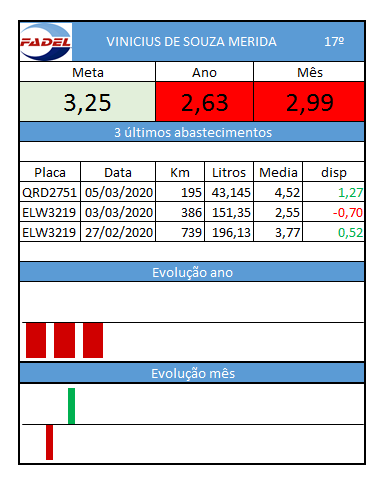 FADEL VINICIUS DE SOUZA MERIDA 17º
Meta Ano Mês
3,25 2,63 2,99
3 últimos abastecimentos
Placa Data Km Litros Media disp
QRD2751 05/03/2020 195 43,145 4,52 1,27
ELW3219 03/03/2020 386 151,35 2,55 -0,70
ELW3219 27/02/2020 739 196,13 3,77 0,52
Evolução ano
Evolução mês